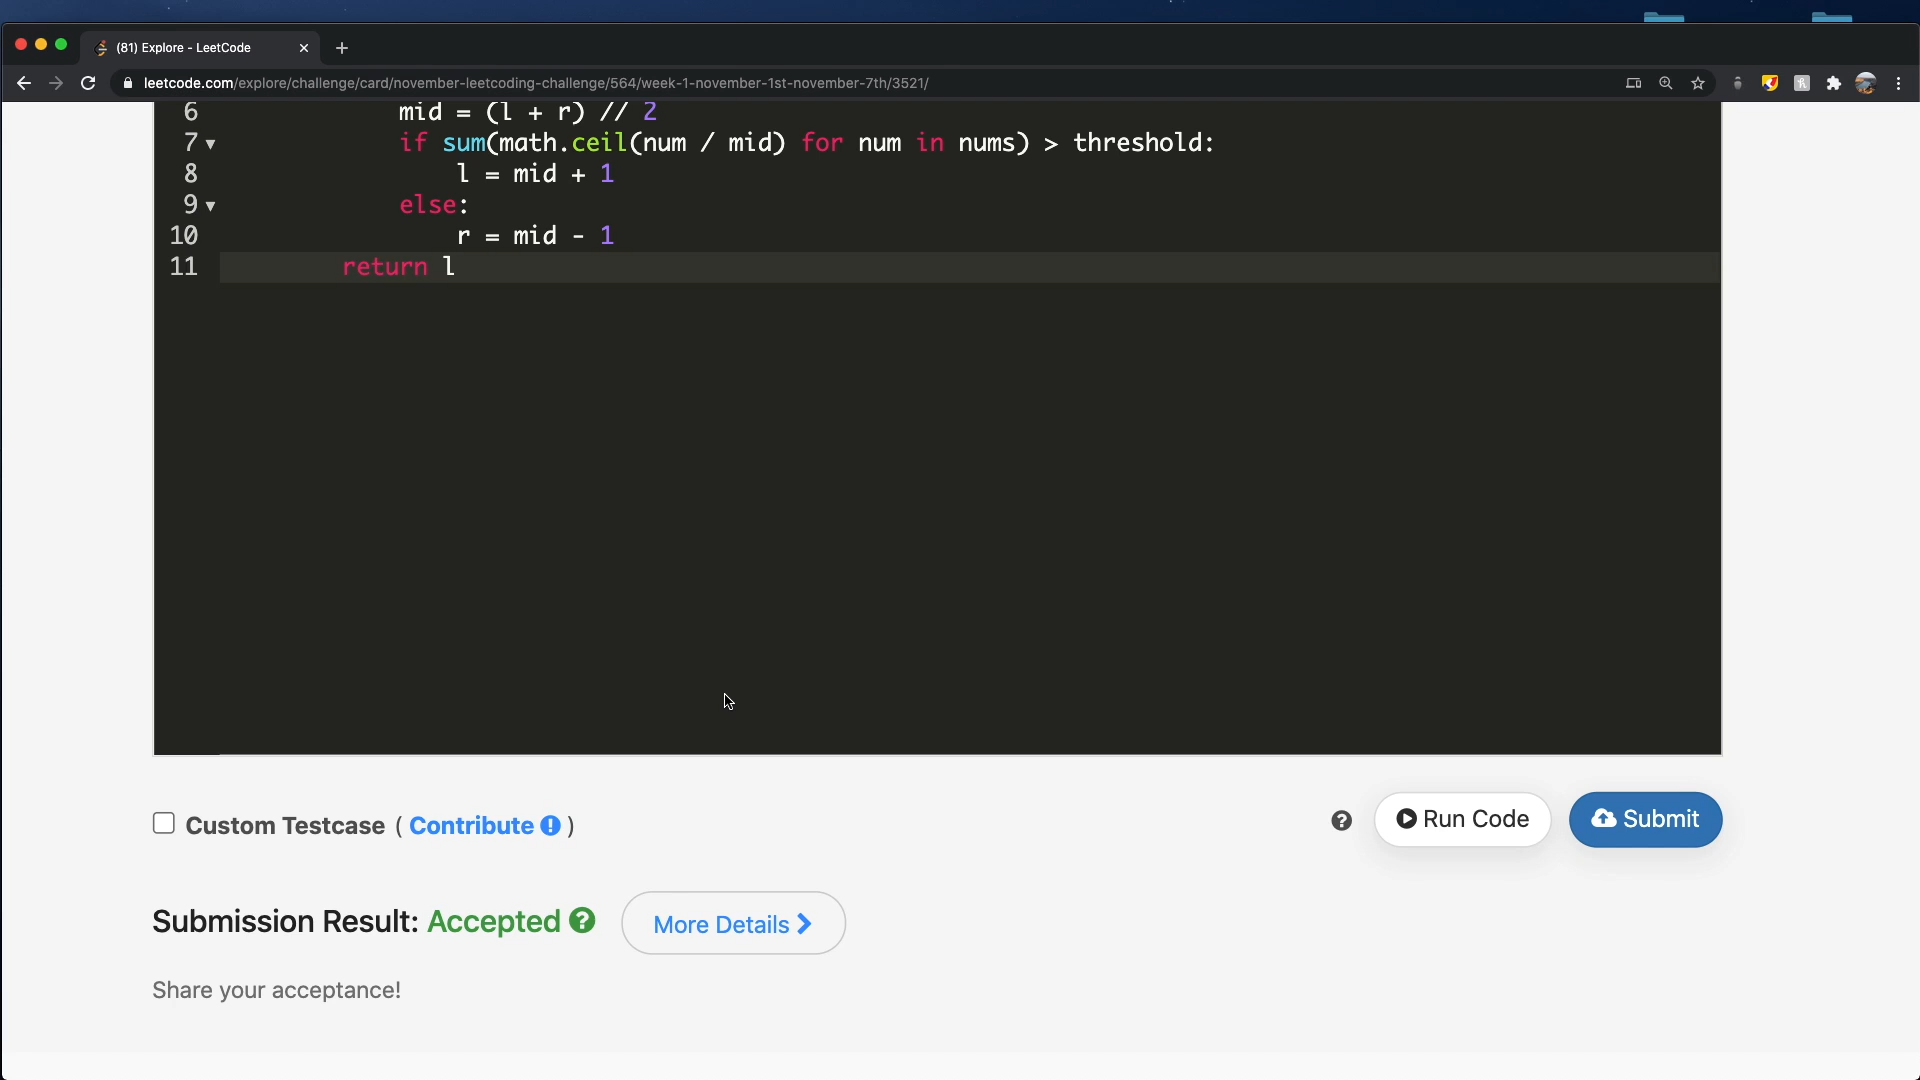 (81) Explore - LeetCode
leetcode.com/explore/challenge/card/november-leetcoding-challenge/564/week-1-november-1st-november-7th/3521/
6 mid = (l + r) // 2
7 if sum(math.ceil(num / mid) for num in nums) > threshold:
8 l = mid + 1
9 else:
10 r = mid - 1
11 return l
Custom Testcase ( Contribute )
Run Code
Submit
Submission Result: Accepted
More Details
Share your acceptance!